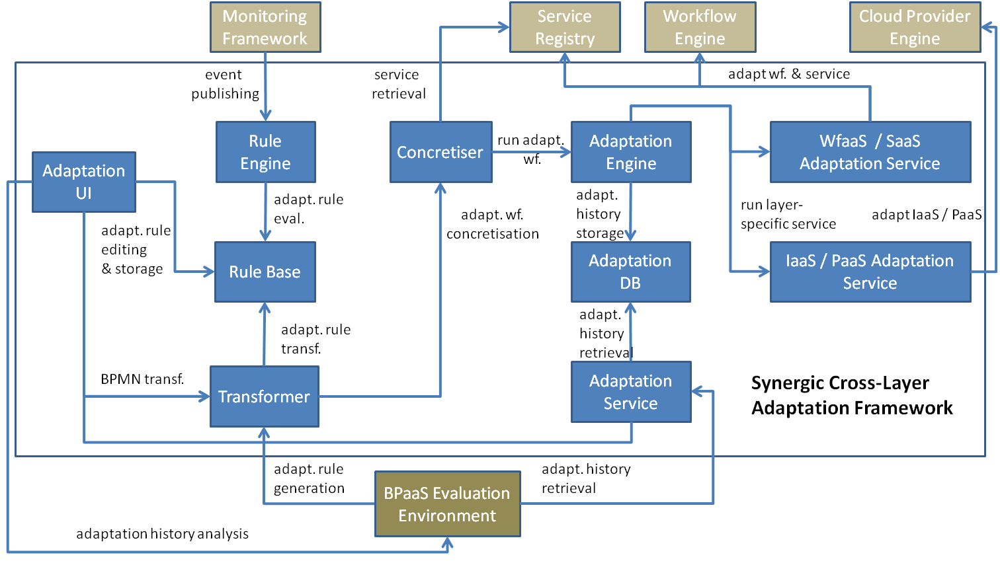 Monitoring
Framework
Service
Registry
Workflow
Engine
Cloud Provider
Engine
event
publishing
service
retrieval
adapt wf. & service
Rule
Engine
Concretiser
run adapt.
wf.
Adaptation
Engine
WfaaS / SaaS
Adaptation Service
Adaptation
UI
adapt. rule
eval.
adapt. wf.
concretisation
adapt.
history
storage
run layer-
specific service
adapt IaaS / PaaS
adapt. rule
editing
& storage
Rule Base
Adaptation
DB
IaaS / PaaS Adaptation
Service
adapt. rule
transf.
adapt.
history
retrieval
BPMN transf.
Transformer
Adaptation
Service
Synergic Cross-Layer
Adaptation Framework
adapt. rule
generation
BPaaS Evaluation
Environment
adapt. history
retrieval
adaptation history analysis